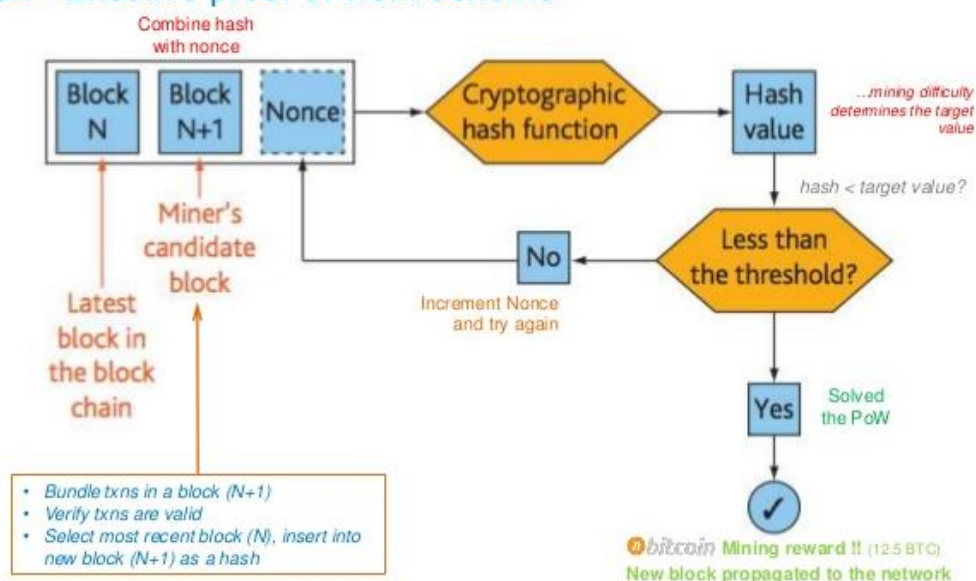 Combine hash
with nonce
Block
N
Block
N+1
Nonce
Cryptographic
hash function
Hash
value
...mining difficulty
determines the target
value
hash < target value?
Miner's
candidate
block
No
Less than
the threshold?
Increment Nonce
and try again
Latest
block in
the block
chain
Yes
Solved
the PoW
• Bundle txns in a block (N+1)
• Verify txns are valid
• Select most recent block (N), insert into
new block (N+1) as a hash
bitcoin Mining reward !! (12.5 BTC)
New block propagated to the network